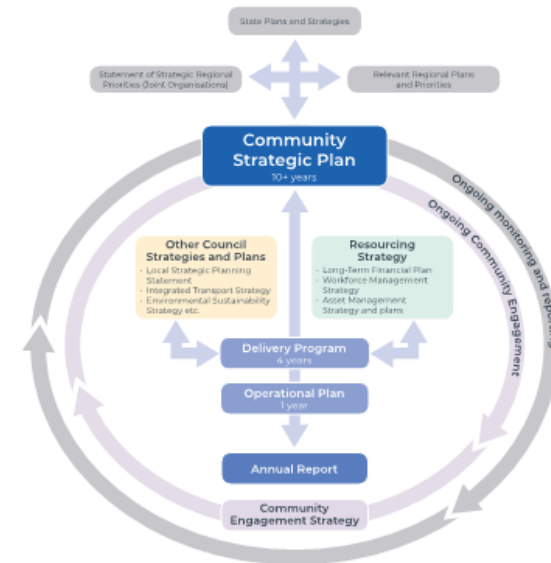 State Plans and Strategies
Statement of Strategic Regional
Priorities (Joint Organisations)
Relevant Regional Plans
and Priorities
Community
Strategic Plan
10+ years
Ongoing monitoring and reporting
Ongoing Community Engagement
Other Council
Strategies and Plans
· Local Strategic Planning
Statement
· Integrated Transport Strategy
· Environmental Sustainability
Strategy etc.
Resourcing
Strategy
· Long-Term Financial Plan
· Workforce Management
Strategy
· Asset Management
Strategy and plans
Delivery Program
4 years
Operational Plan
1 year
Annual Report
Community
Engagement Strategy